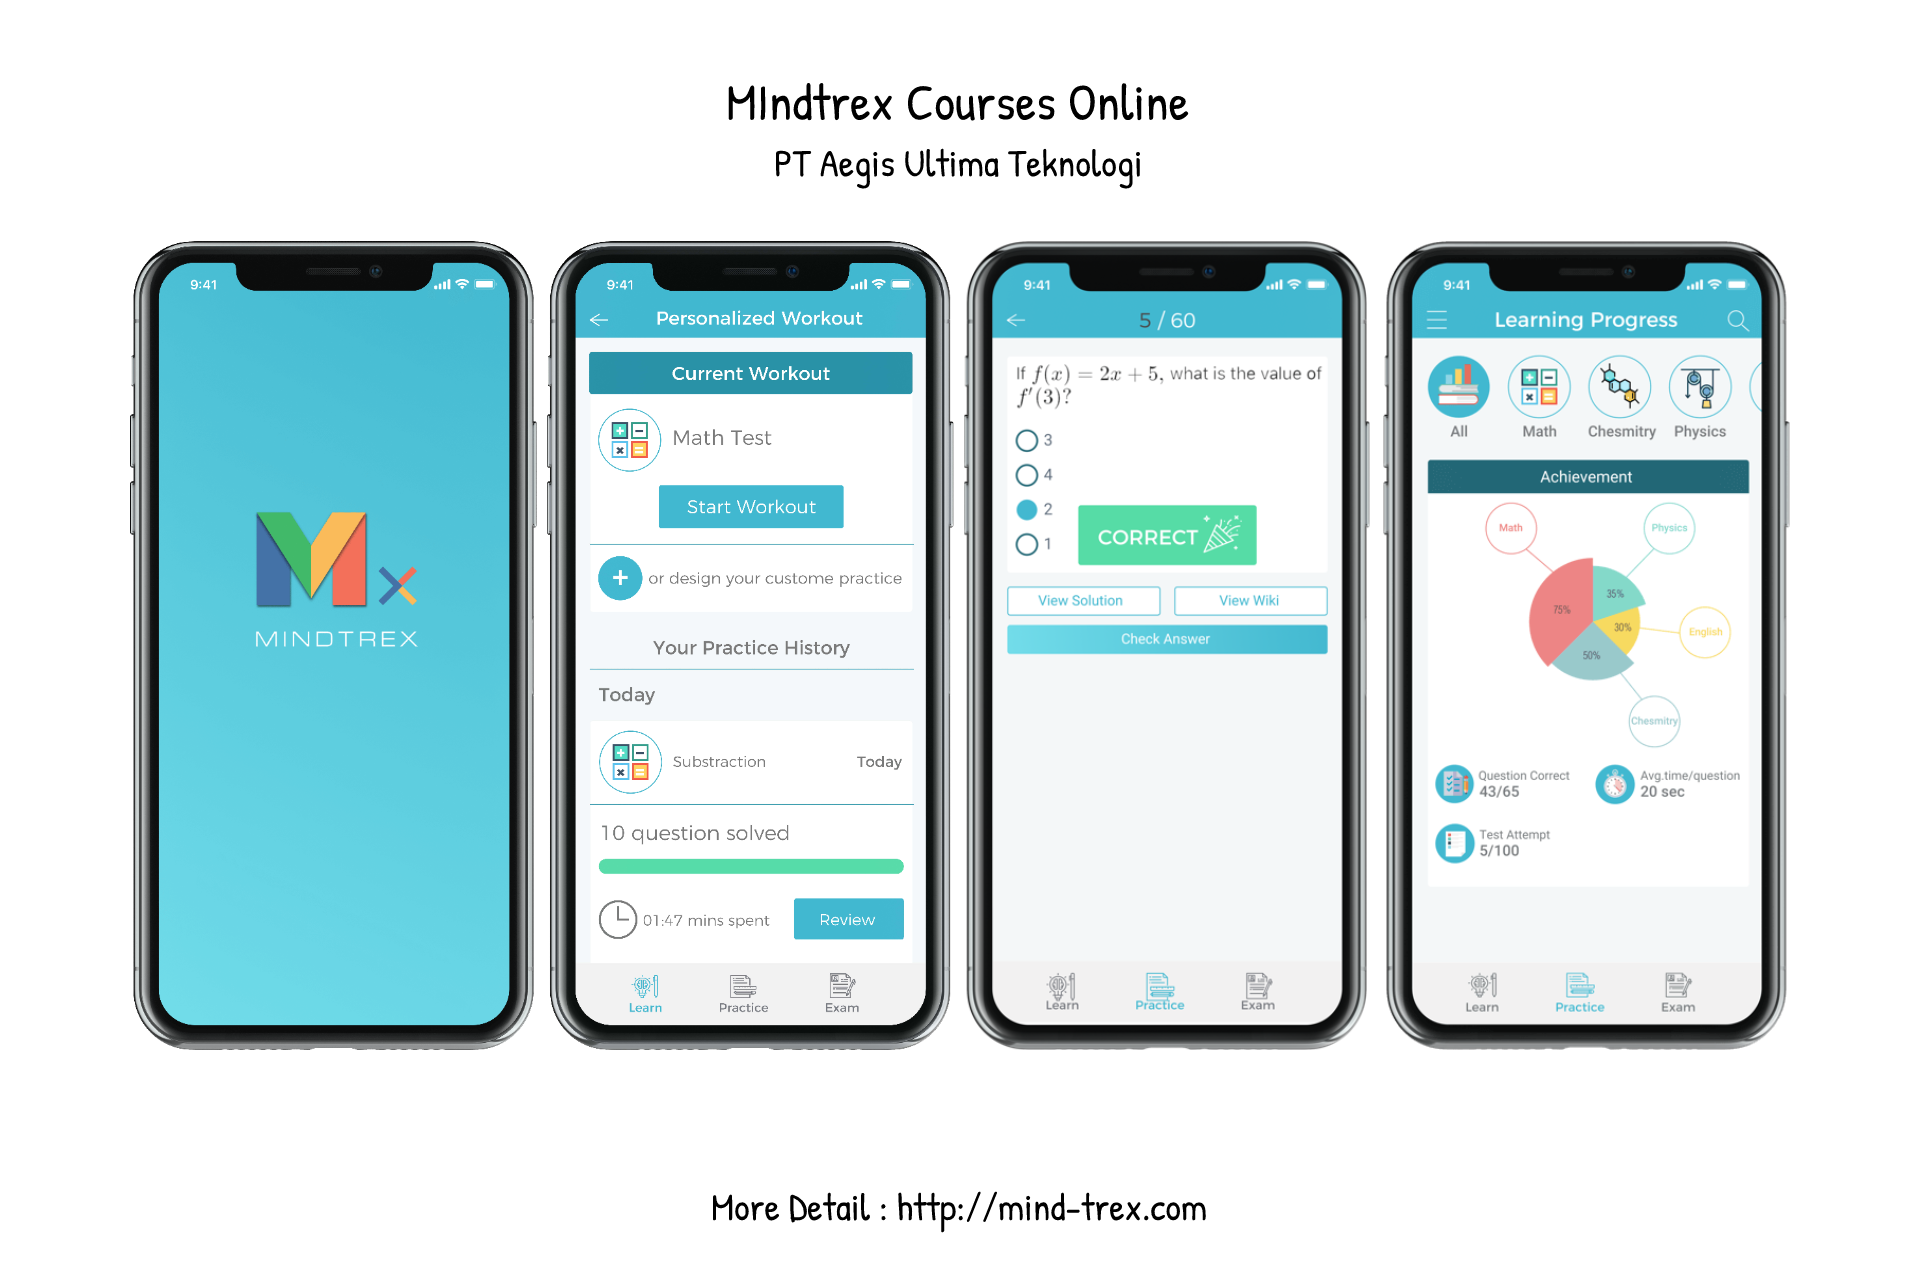 MIndtrex Courses Online
PT Aegis Ultima Teknologi
9:41
MINDTREX
9:41
Personalized Workout
Current Workout
Math Test
Start Workout
+ or design your custome practice
Your Practice History
Today
Substraction Today
10 question solved
01:47 mins spent Review
Learn Practice Exam
9:41
5 / 60
If f(x) = 2x + 5, what is the value of
f'(3)?
3
4
2
1
CORRECT
View Solution View Wiki
Check Answer
Learn Practice Exam
9:41
Learning Progress
All Math Chesmitry Physics
Achievement
Math Physics
75% 35%
30% English
50%
Chesmitry
Question Correct
43/65
Avg.time/question
20 sec
Test Attempt
5/100
Learn Practice Exam
More Detail : http://mind-trex.com